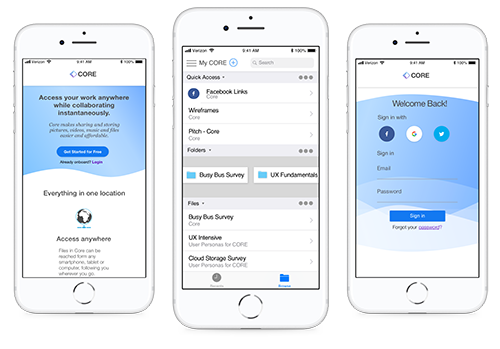 Verizon 9:41 AM 100%
CORE
Access your work anywhere
while collaborating
instantaneously.
Core makes sharing and storing
pictures, videos, music and files
easier and affordable.
Get Started for Free
Already onboard? Login
Everything in one location
Access anywhere
Files in Core can be
reached form any
smartphone, tablet or
computer, following you
wherever you go.
Verizon 9:41 AM 100%
My CORE
Search
Quick Access
Facebook Links
Core
Wireframes
Core
Pitch - Core
Folders
Busy Bus Survey
UX Fundamentals
Files
Busy Bus Survey
Core
UX Intensive
User Personas for CORE
Cloud Storage Survey
User Personas for CORE
Recents
Access
Verizon 9:41 AM 100%
CORE
Welcome Back!
Sign in with
f
G
Sign in
Email
Password
Sign in
Forgot your password?